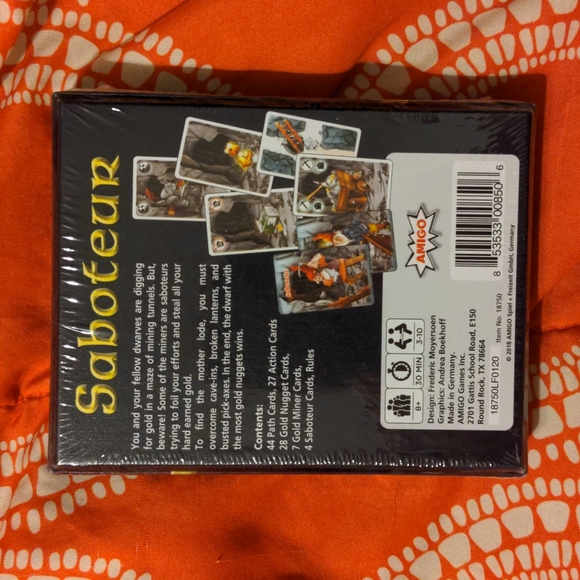 Saboteur
You and your fellow dwarves are digging
for gold in a maze of mining tunnels. But,
beware! Some of the miners are saboteurs
trying to foil your efforts and steal all your
hard earned gold.
To find the mother lode, you must
overcome cave-ins, broken lanterns, and
busted pick-axes. In the end, the dwarf with
the most gold nuggets wins.
Contents:
44 Path Cards, 27 Action Cards
28 Gold Nugget Cards,
7 Gold Miner Cards,
4 Saboteur Cards, Rules
AMIGO
8 53533 00850 6
© 2018 AMIGO Spiel + Freizeit GmbH, Germany
8+
30 MIN
3-10
Item No. 18750
Design: Frederic Moyersoen
Graphics: Andrea Boekhoff
Made in Germany.
AMIGO Games Inc.
2701 Gattis School Road, E150
Round Rock, TX 78664
18750LF0120